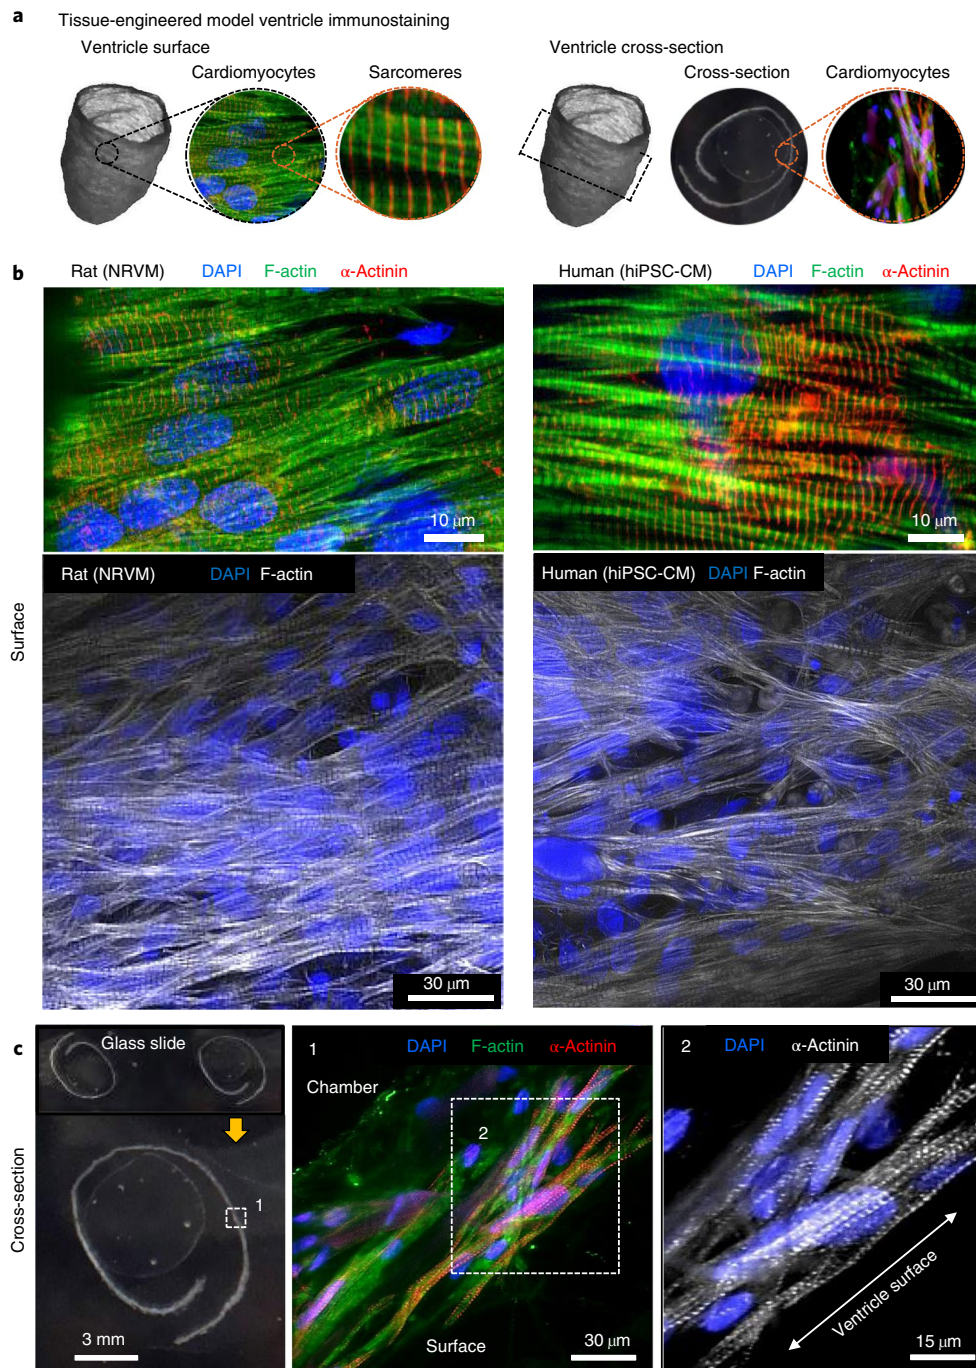 a
Tissue-engineered model ventricle immunostaining
Ventricle surface
Ventricle cross-section
Cardiomyocytes
Sarcomeres
Cross-section
Cardiomyocytes
b
Rat (NRVM) DAPI F-actin α-Actinin
Human (hiPSC-CM) DAPI F-actin α-Actinin
10 μm
10 μm
Surface
Rat (NRVM) DAPI F-actin
Human (hiPSC-CM) DAPI F-actin
30 μm
30 μm
c
Cross-section
Glass slide
1
3 mm
1 DAPI F-actin α-Actinin
Chamber
2
Surface
30 μm
2 DAPI α-Actinin
Ventricle surface
15 μm